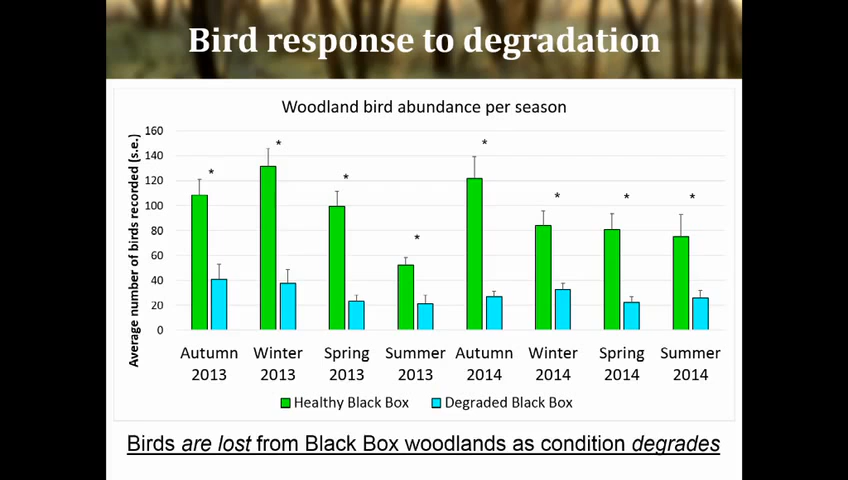 Bird response to degradation
Woodland bird abundance per season
Average number of birds recorded (s.e.)
160
140
120
100
80
60
40
20
0
* * * * * * * *
Autumn 2013
Winter 2013
Spring 2013
Summer 2013
Autumn 2014
Winter 2014
Spring 2014
Summer 2014
Healthy Black Box Degraded Black Box
Birds are lost from Black Box woodlands as condition degrades